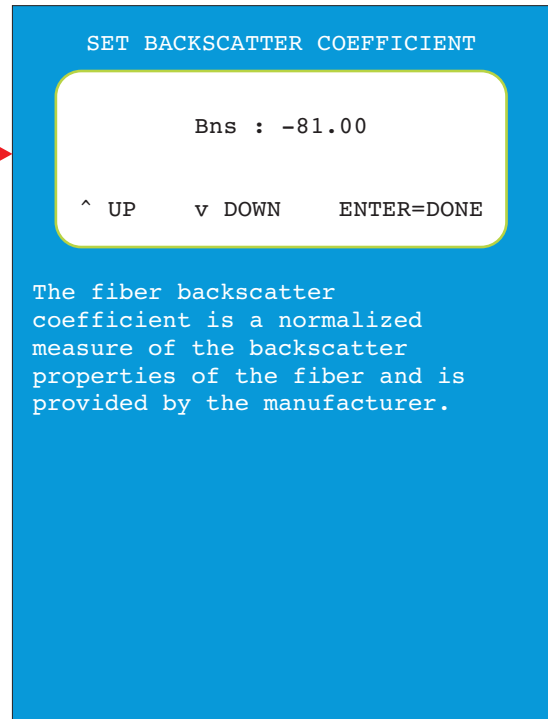 SET BACKSCATTER COEFFICIENT
Bns : -81.00
^ UP v DOWN ENTER=DONE
The fiber backscatter
coefficient is a normalized
measure of the backscatter
properties of the fiber and is
provided by the manufacturer.